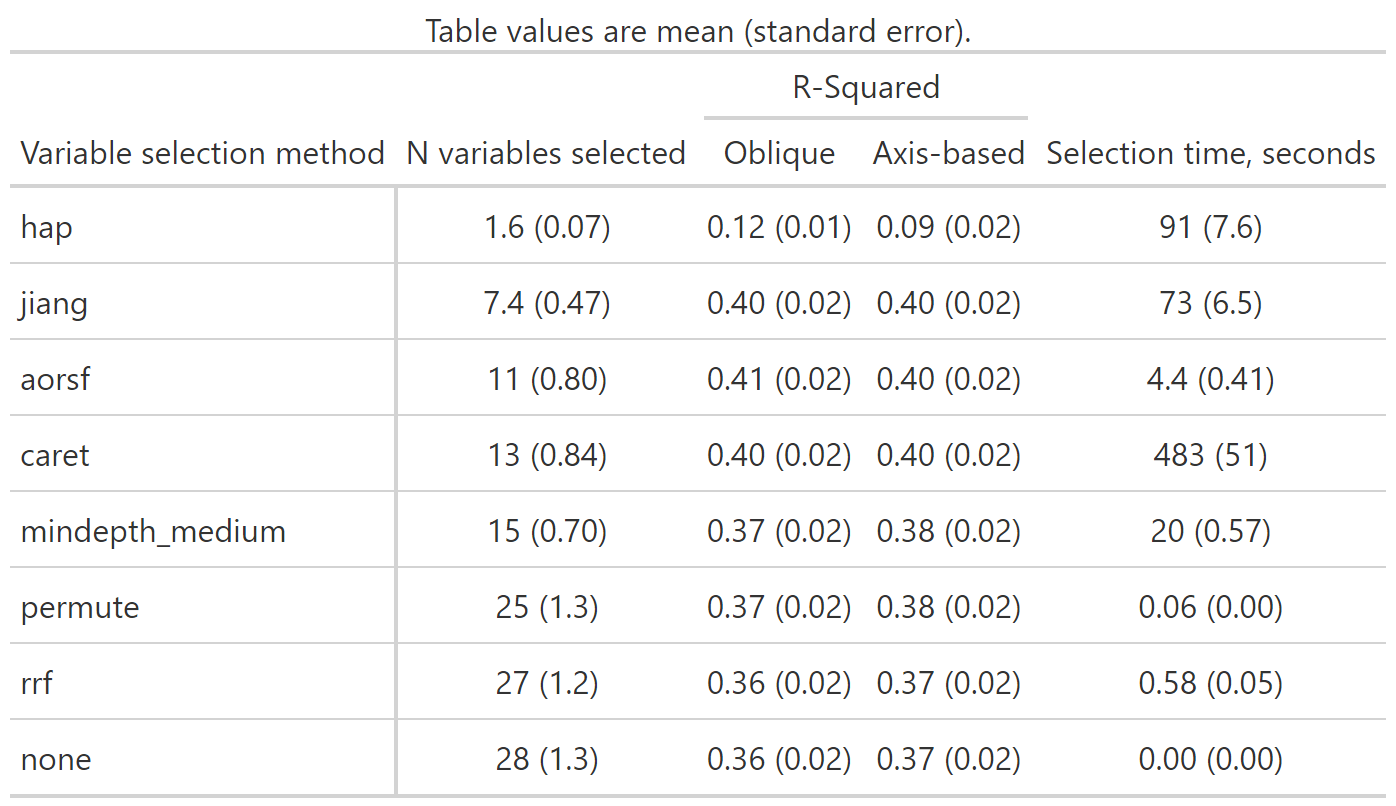 Table values are mean (standard error).
R-Squared
Variable selection method N variables selected Oblique Axis-based Selection time, seconds
hap 1.6 (0.07) 0.12 (0.01) 0.09 (0.02) 91 (7.6)
jiang 7.4 (0.47) 0.40 (0.02) 0.40 (0.02) 73 (6.5)
aorsf 11 (0.80) 0.41 (0.02) 0.40 (0.02) 4.4 (0.41)
caret 13 (0.84) 0.40 (0.02) 0.40 (0.02) 483 (51)
mindepth_medium 15 (0.70) 0.37 (0.02) 0.38 (0.02) 20 (0.57)
permute 25 (1.3) 0.37 (0.02) 0.38 (0.02) 0.06 (0.00)
rrf 27 (1.2) 0.36 (0.02) 0.37 (0.02) 0.58 (0.05)
none 28 (1.3) 0.36 (0.02) 0.37 (0.02) 0.00 (0.00)